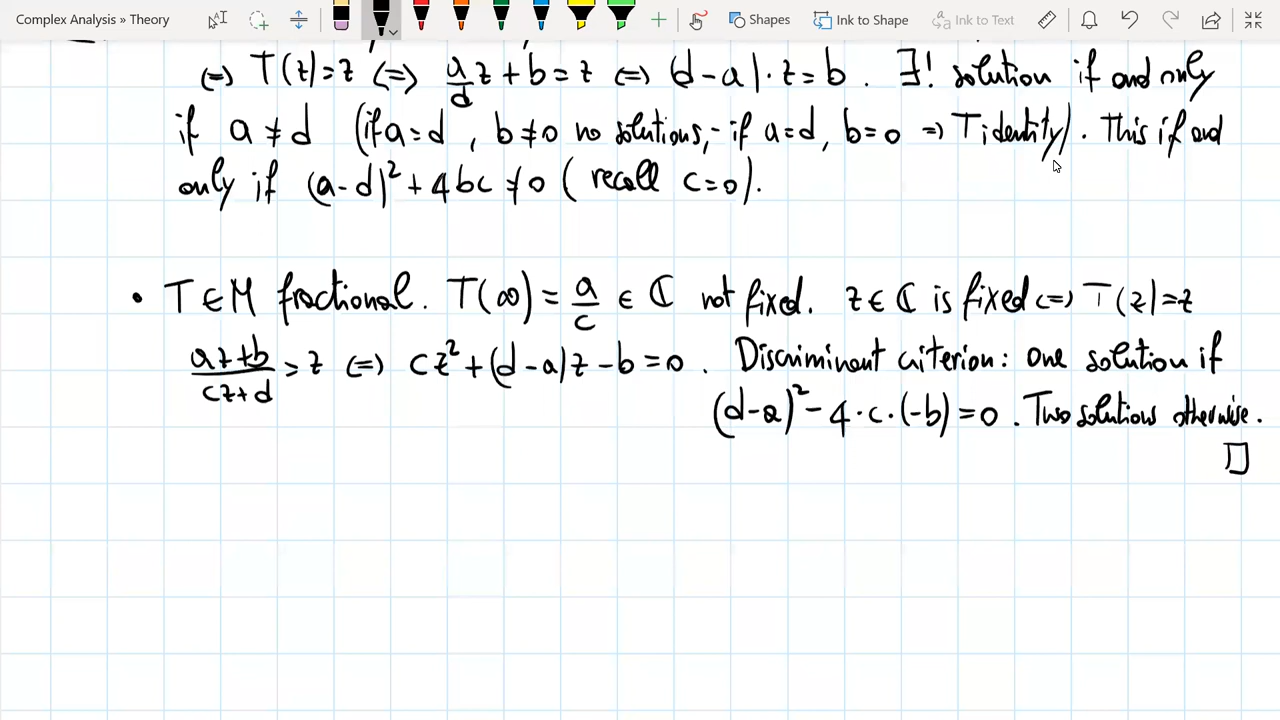 Complex Analysis » Theory
Shapes
Ink to Shape
Ink to Text
(=) T(z)=z (=) a/d z + b = z (=) (d-a)·z = b. ∃! solution if and only
if a ≠ d (if a=d, b≠0 no solutions; - if a=d, b=0 => T identity). This if and
only if (a-d)² + 4bc ≠ 0 (recall c=0).
• T ∈ M fractional. T(∞) = a/c ∈ ℂ not fixed. z ∈ ℂ is fixed (=) T(z)=z
az+b/cz+d = z (=) cz² + (d-a)z - b = 0. Discriminent criterion: one solution if
(d-a)² - 4·c·(-b) = 0. Two solutions otherwise.
□